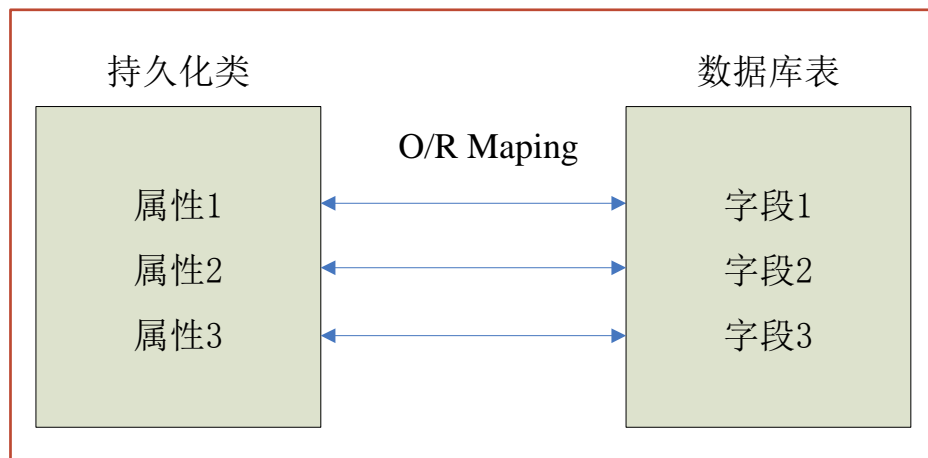 持久化类
数据库表
O/R Maping
属性1
字段1
属性2
字段2
属性3
字段3